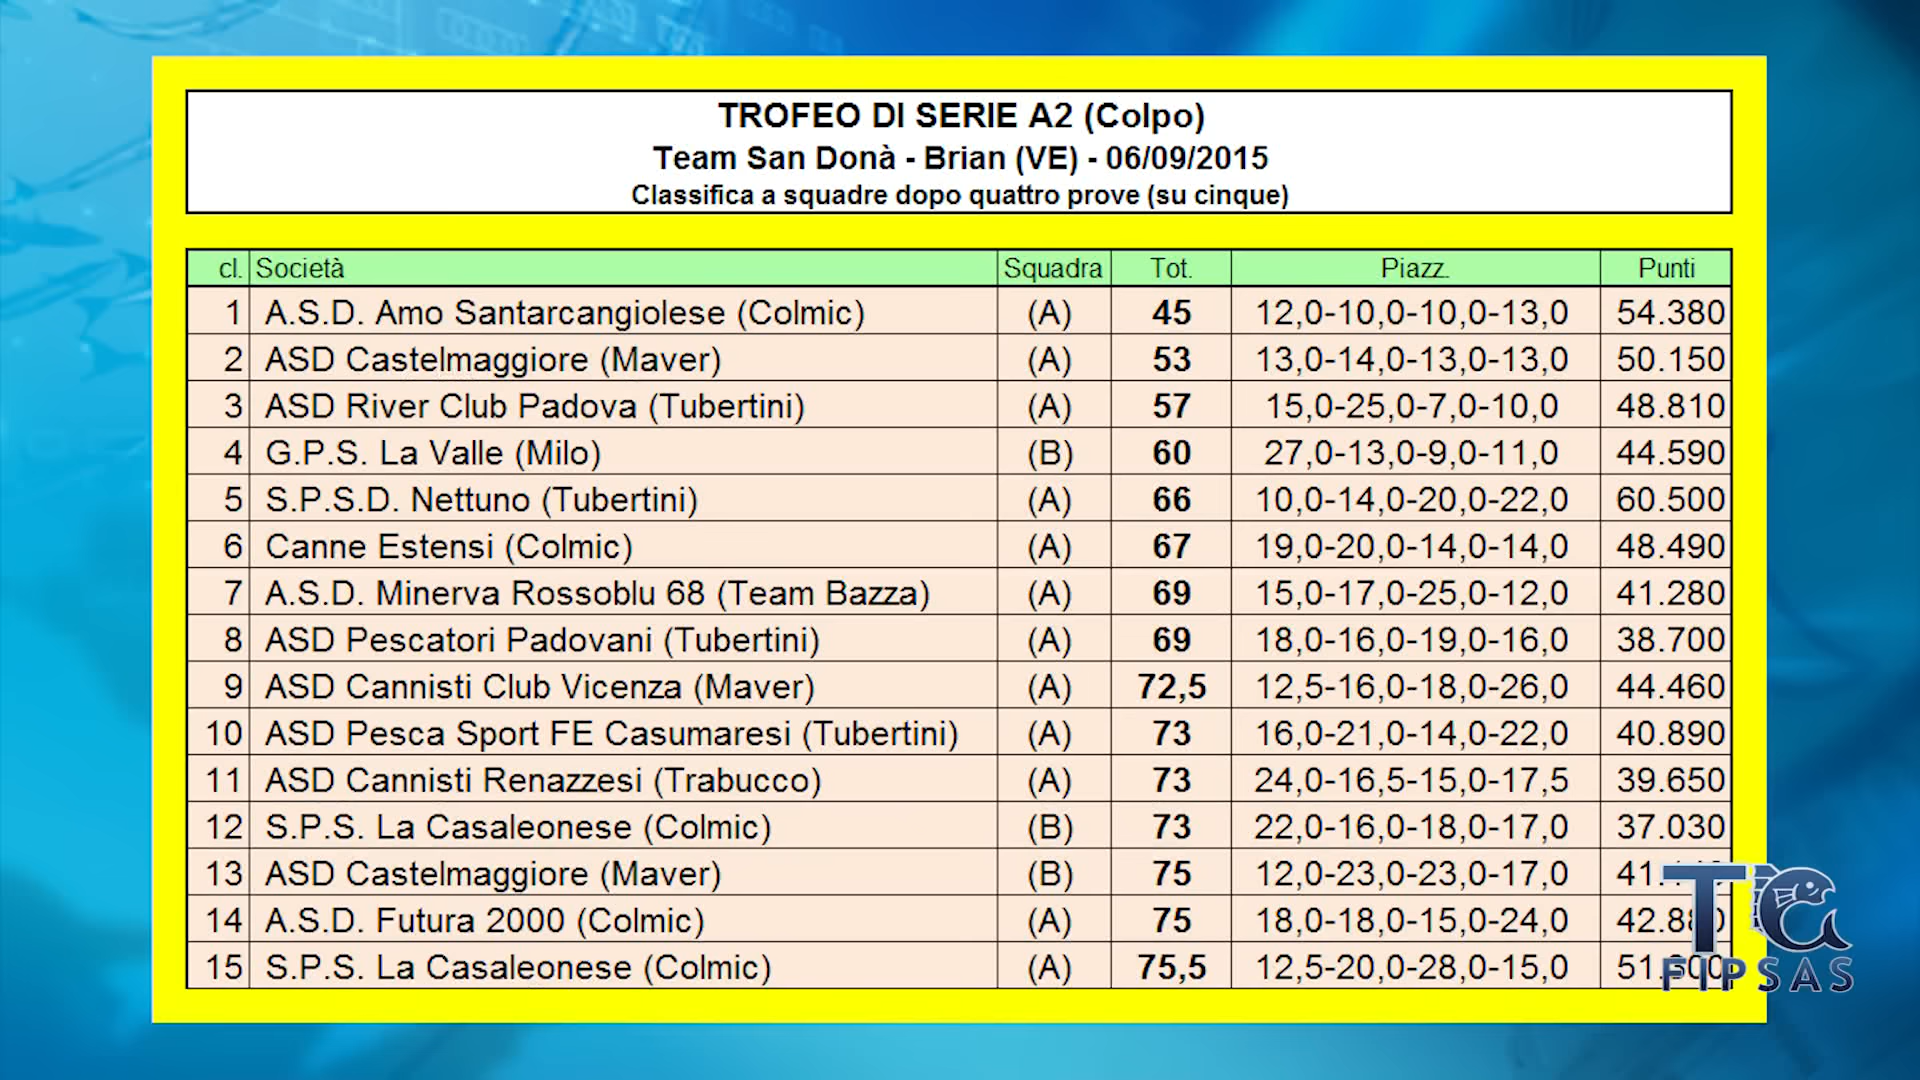 TROFEO DI SERIE A2 (Colpo)
Team San Donà - Brian (VE) - 06/09/2015
Classifica a squadre dopo quattro prove (su cinque)
cl. Società Squadra Tot. Piazz. Punti
1 A.S.D. Amo Santarcangiolese (Colmic) (A) 45 12,0-10,0-10,0-13,0 54.380
2 ASD Castelmaggiore (Maver) (A) 53 13,0-14,0-13,0-13,0 50.150
3 ASD River Club Padova (Tubertini) (A) 57 15,0-25,0-7,0-10,0 48.810
4 G.P.S. La Valle (Milo) (B) 60 27,0-13,0-9,0-11,0 44.590
5 S.P.S.D. Nettuno (Tubertini) (A) 66 10,0-14,0-20,0-22,0 60.500
6 Canne Estensi (Colmic) (A) 67 19,0-20,0-14,0-14,0 48.490
7 A.S.D. Minerva Rossoblu 68 (Team Bazza) (A) 69 15,0-17,0-25,0-12,0 41.280
8 ASD Pescatori Padovani (Tubertini) (A) 69 18,0-16,0-19,0-16,0 38.700
9 ASD Cannisti Club Vicenza (Maver) (A) 72,5 12,5-16,0-18,0-26,0 44.460
10 ASD Pesca Sport FE Casumaresi (Tubertini) (A) 73 16,0-21,0-14,0-22,0 40.890
11 ASD Cannisti Renazzesi (Trabucco) (A) 73 24,0-16,5-15,0-17,5 39.650
12 S.P.S. La Casaleonese (Colmic) (B) 73 22,0-16,0-18,0-17,0 37.030
13 ASD Castelmaggiore (Maver) (B) 75 12,0-23,0-23,0-17,0
14 A.S.D. Futura 2000 (Colmic) (A) 75 18,0-18,0-15,0-24,0 42.880
15 S.P.S. La Casaleonese (Colmic) (A) 75,5 12,5-20,0-28,0-15,0
TG
FIPSAS